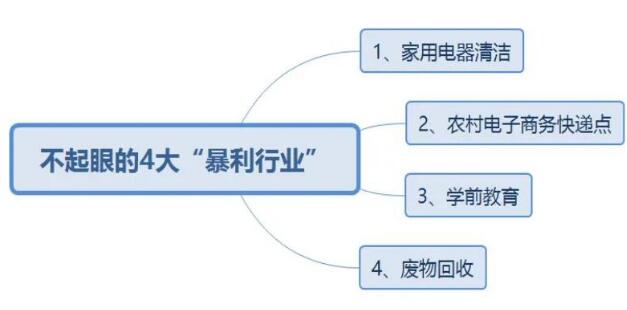 不起眼的4大“暴利行业”
1、家用电器清洁
2、农村电子商务快递点
3、学前教育
4、废物回收